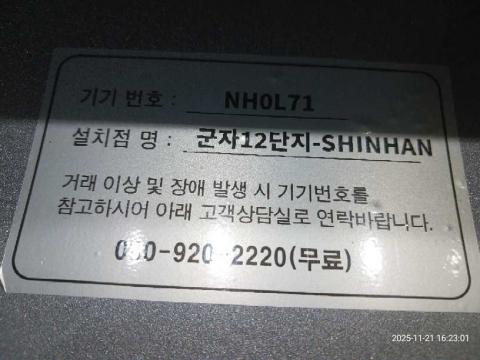 기기 번호 : NH0L71
설치점 명 : 군자12단지-SHINHAN
거래 이상 및 장애 발생 시 기기번호를
참고하시어 아래 고객상담실로 연락바랍니다.
080-920-2220(무료)
2025-11-21 16:23:01